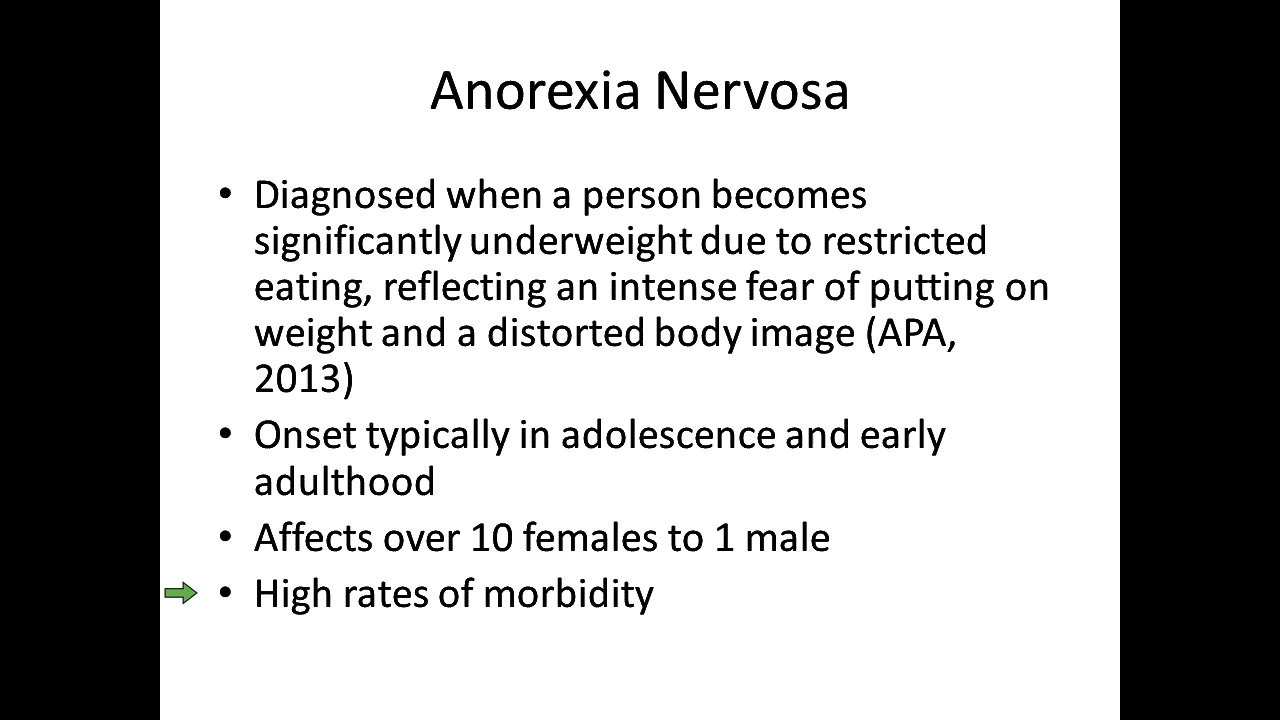 Anorexia Nervosa
• Diagnosed when a person becomes
significantly underweight due to restricted
eating, reflecting an intense fear of putting on
weight and a distorted body image (APA,
2013)
• Onset typically in adolescence and early
adulthood
• Affects over 10 females to 1 male
• High rates of morbidity